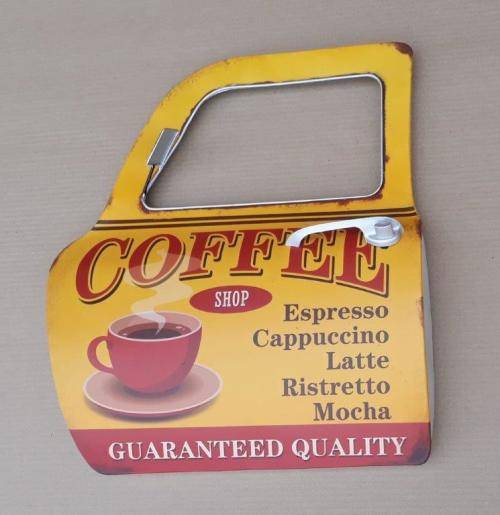 COFFEE
SHOP
Espresso
Cappuccino
Latte
Ristretto
Mocha
GUARANTEED QUALITY